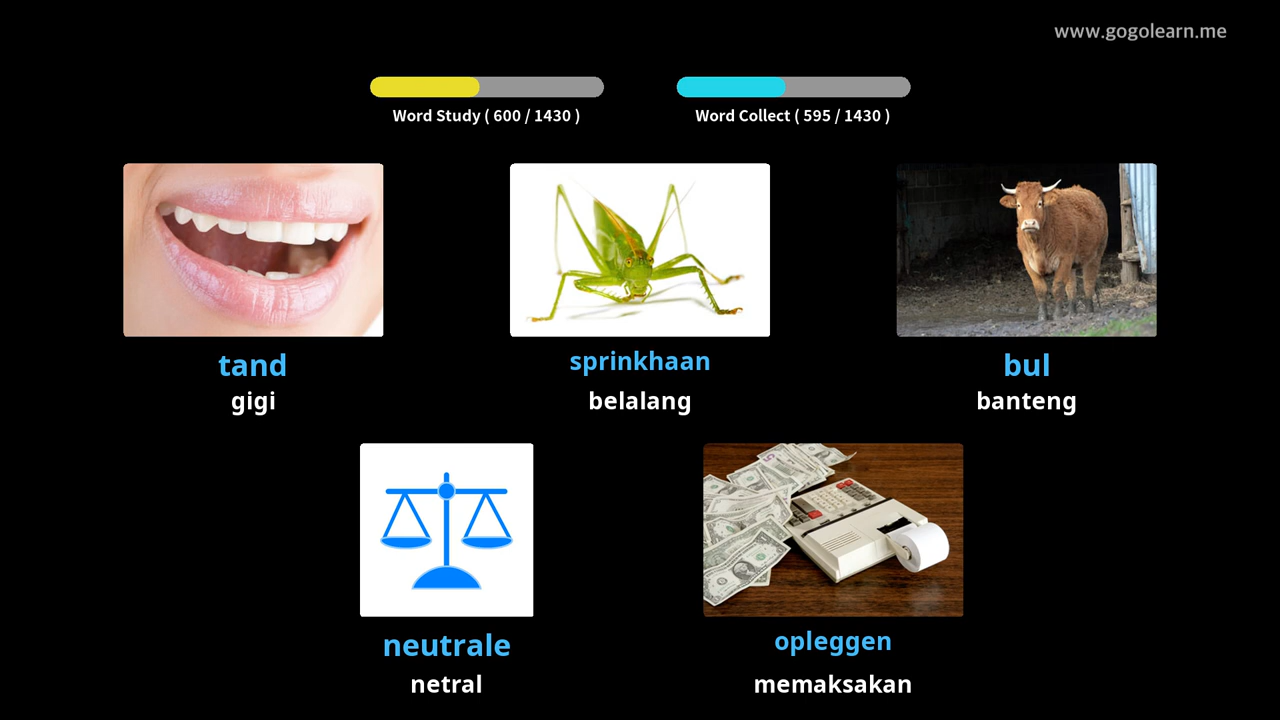 www.gogolearn.me
Word Study ( 600 / 1430 )
Word Collect ( 595 / 1430 )
tand
gigi
sprinkhaan
belalang
bul
banteng
neutrale
netral
opleggen
memaksakan